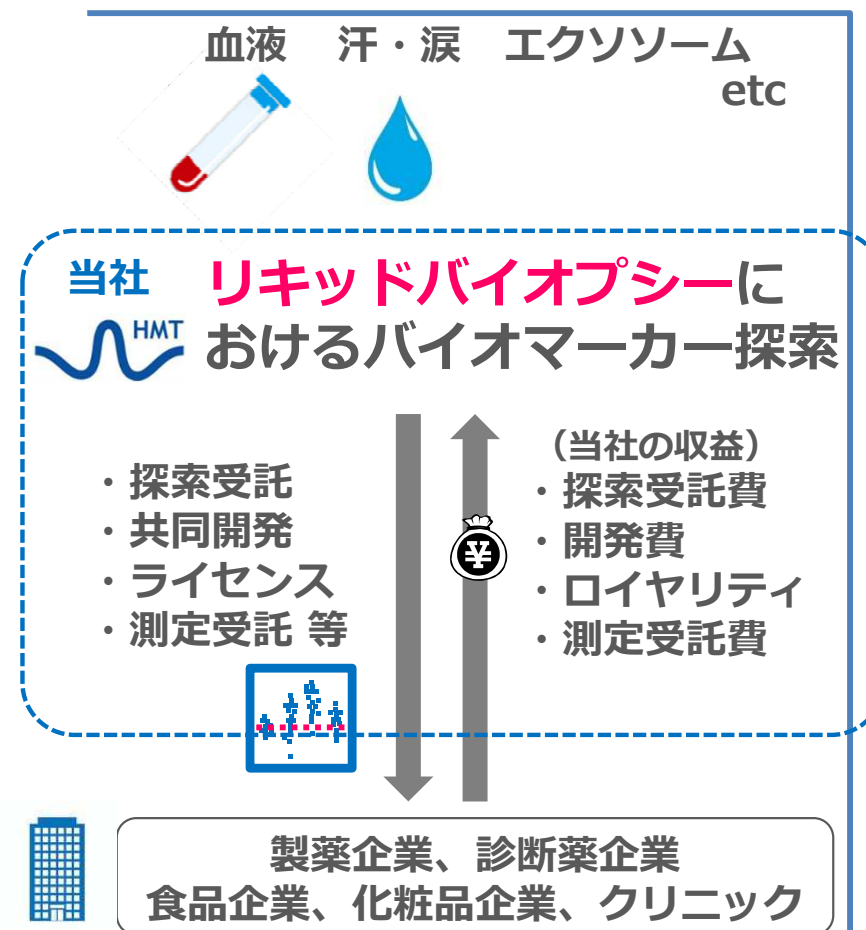 血液 汗・涙 エクソソーム
etc
当社
HMT
リキッドバイオプシーに
おけるバイオマーカー探索
・探索受託
・共同開発
・ライセンス
・測定受託 等
（当社の収益）
・探索受託費
・開発費
・ロイヤリティ
・測定受託費
¥
製薬企業、診断薬企業
食品企業、化粧品企業、クリニック